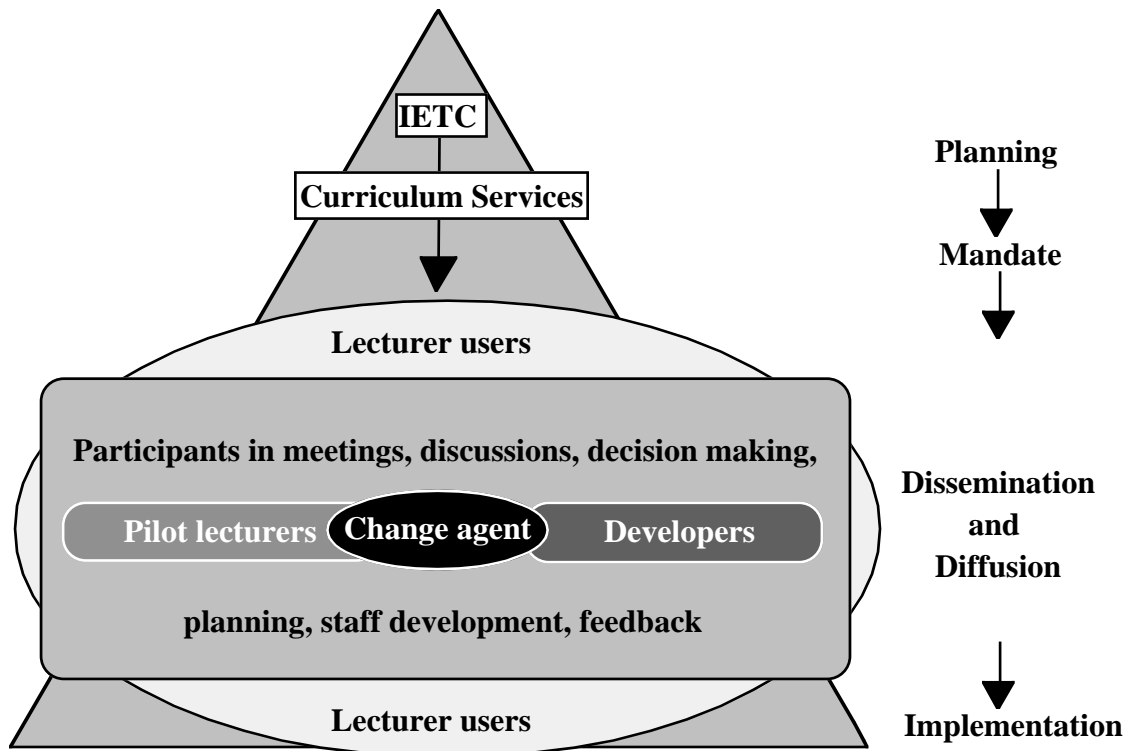 IETC
Curriculum Services
Lecturer users
Participants in meetings, discussions, decision making,
Pilot lecturers
Change agent
Developers
planning, staff development, feedback
Lecturer users
Planning
Mandate
Dissemination
and
Diffusion
Implementation